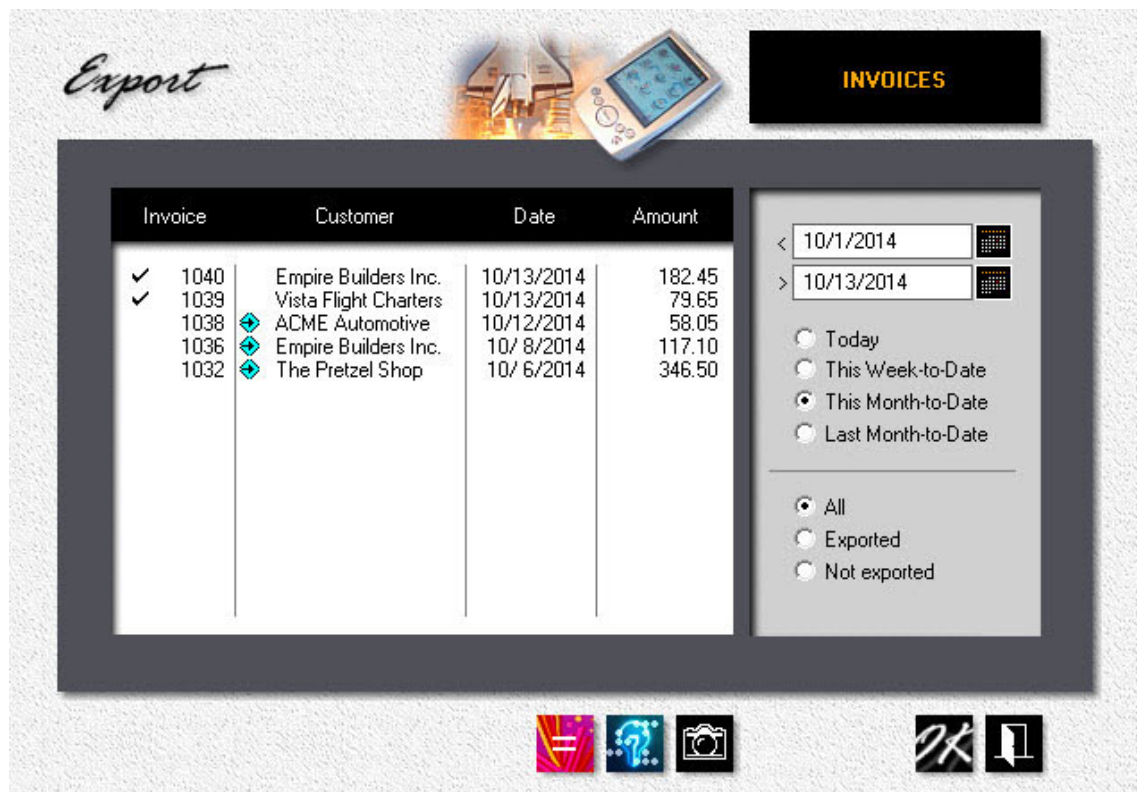 Export
INVOICES
Invoice Customer Date Amount
1040 Empire Builders Inc. 10/13/2014 182.45
1039 Vista Flight Charters 10/13/2014 79.65
1038 ACME Automotive 10/12/2014 58.05
1036 Empire Builders Inc. 10/ 8/2014 117.10
1032 The Pretzel Shop 10/ 6/2014 346.50
< 10/1/2014
> 10/13/2014
Today
This Week-to-Date
This Month-to-Date
Last Month-to-Date
All
Exported
Not exported
= ? OK